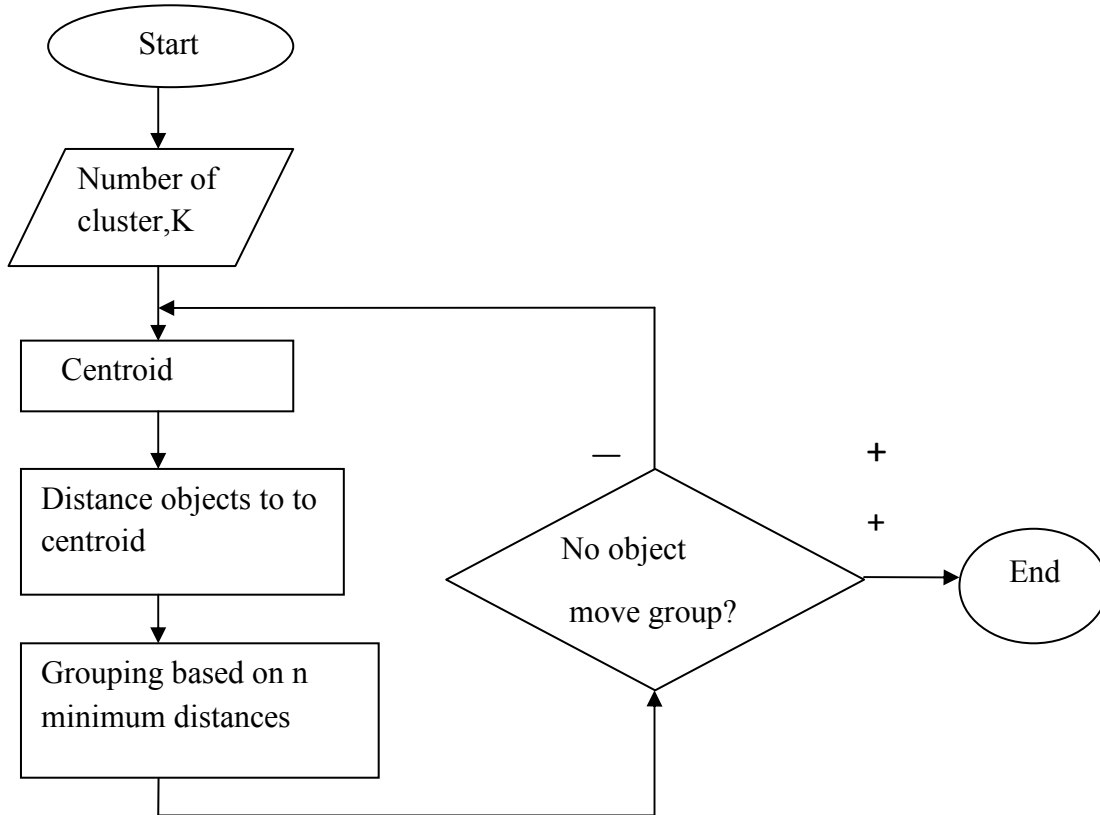 Start
Number of
cluster,K
Centroid
Distance objects to to
centroid
Grouping based on n
minimum distances
—
No object
move group?
+
+
End